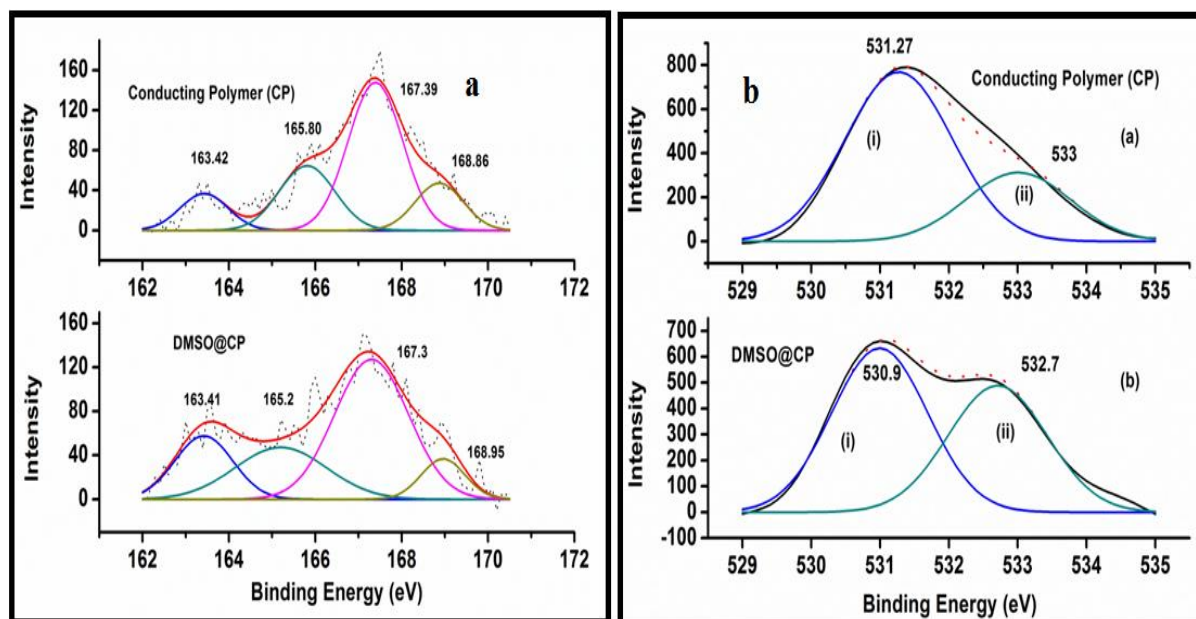 160
120
80
40
0
Intensity
Conducting Polymer (CP)
a
163.42
165.80
167.39
168.86
162 164 166 168 170 172
160
120
80
40
0
Intensity
DMSO@CP
163.41
165.2
167.3
168.95
162 164 166 168 170 172
Binding Energy (eV)
800
600
400
200
0
Intensity
b
531.27
Conducting Polymer (CP)
(a)
(i)
533
(ii)
529 530 531 532 533 534 535
700
600
500
400
300
200
100
0
-100
Intensity
DMSO@CP
530.9
532.7
(b)
(i)
(ii)
529 530 531 532 533 534 535
Binding Energy (eV)